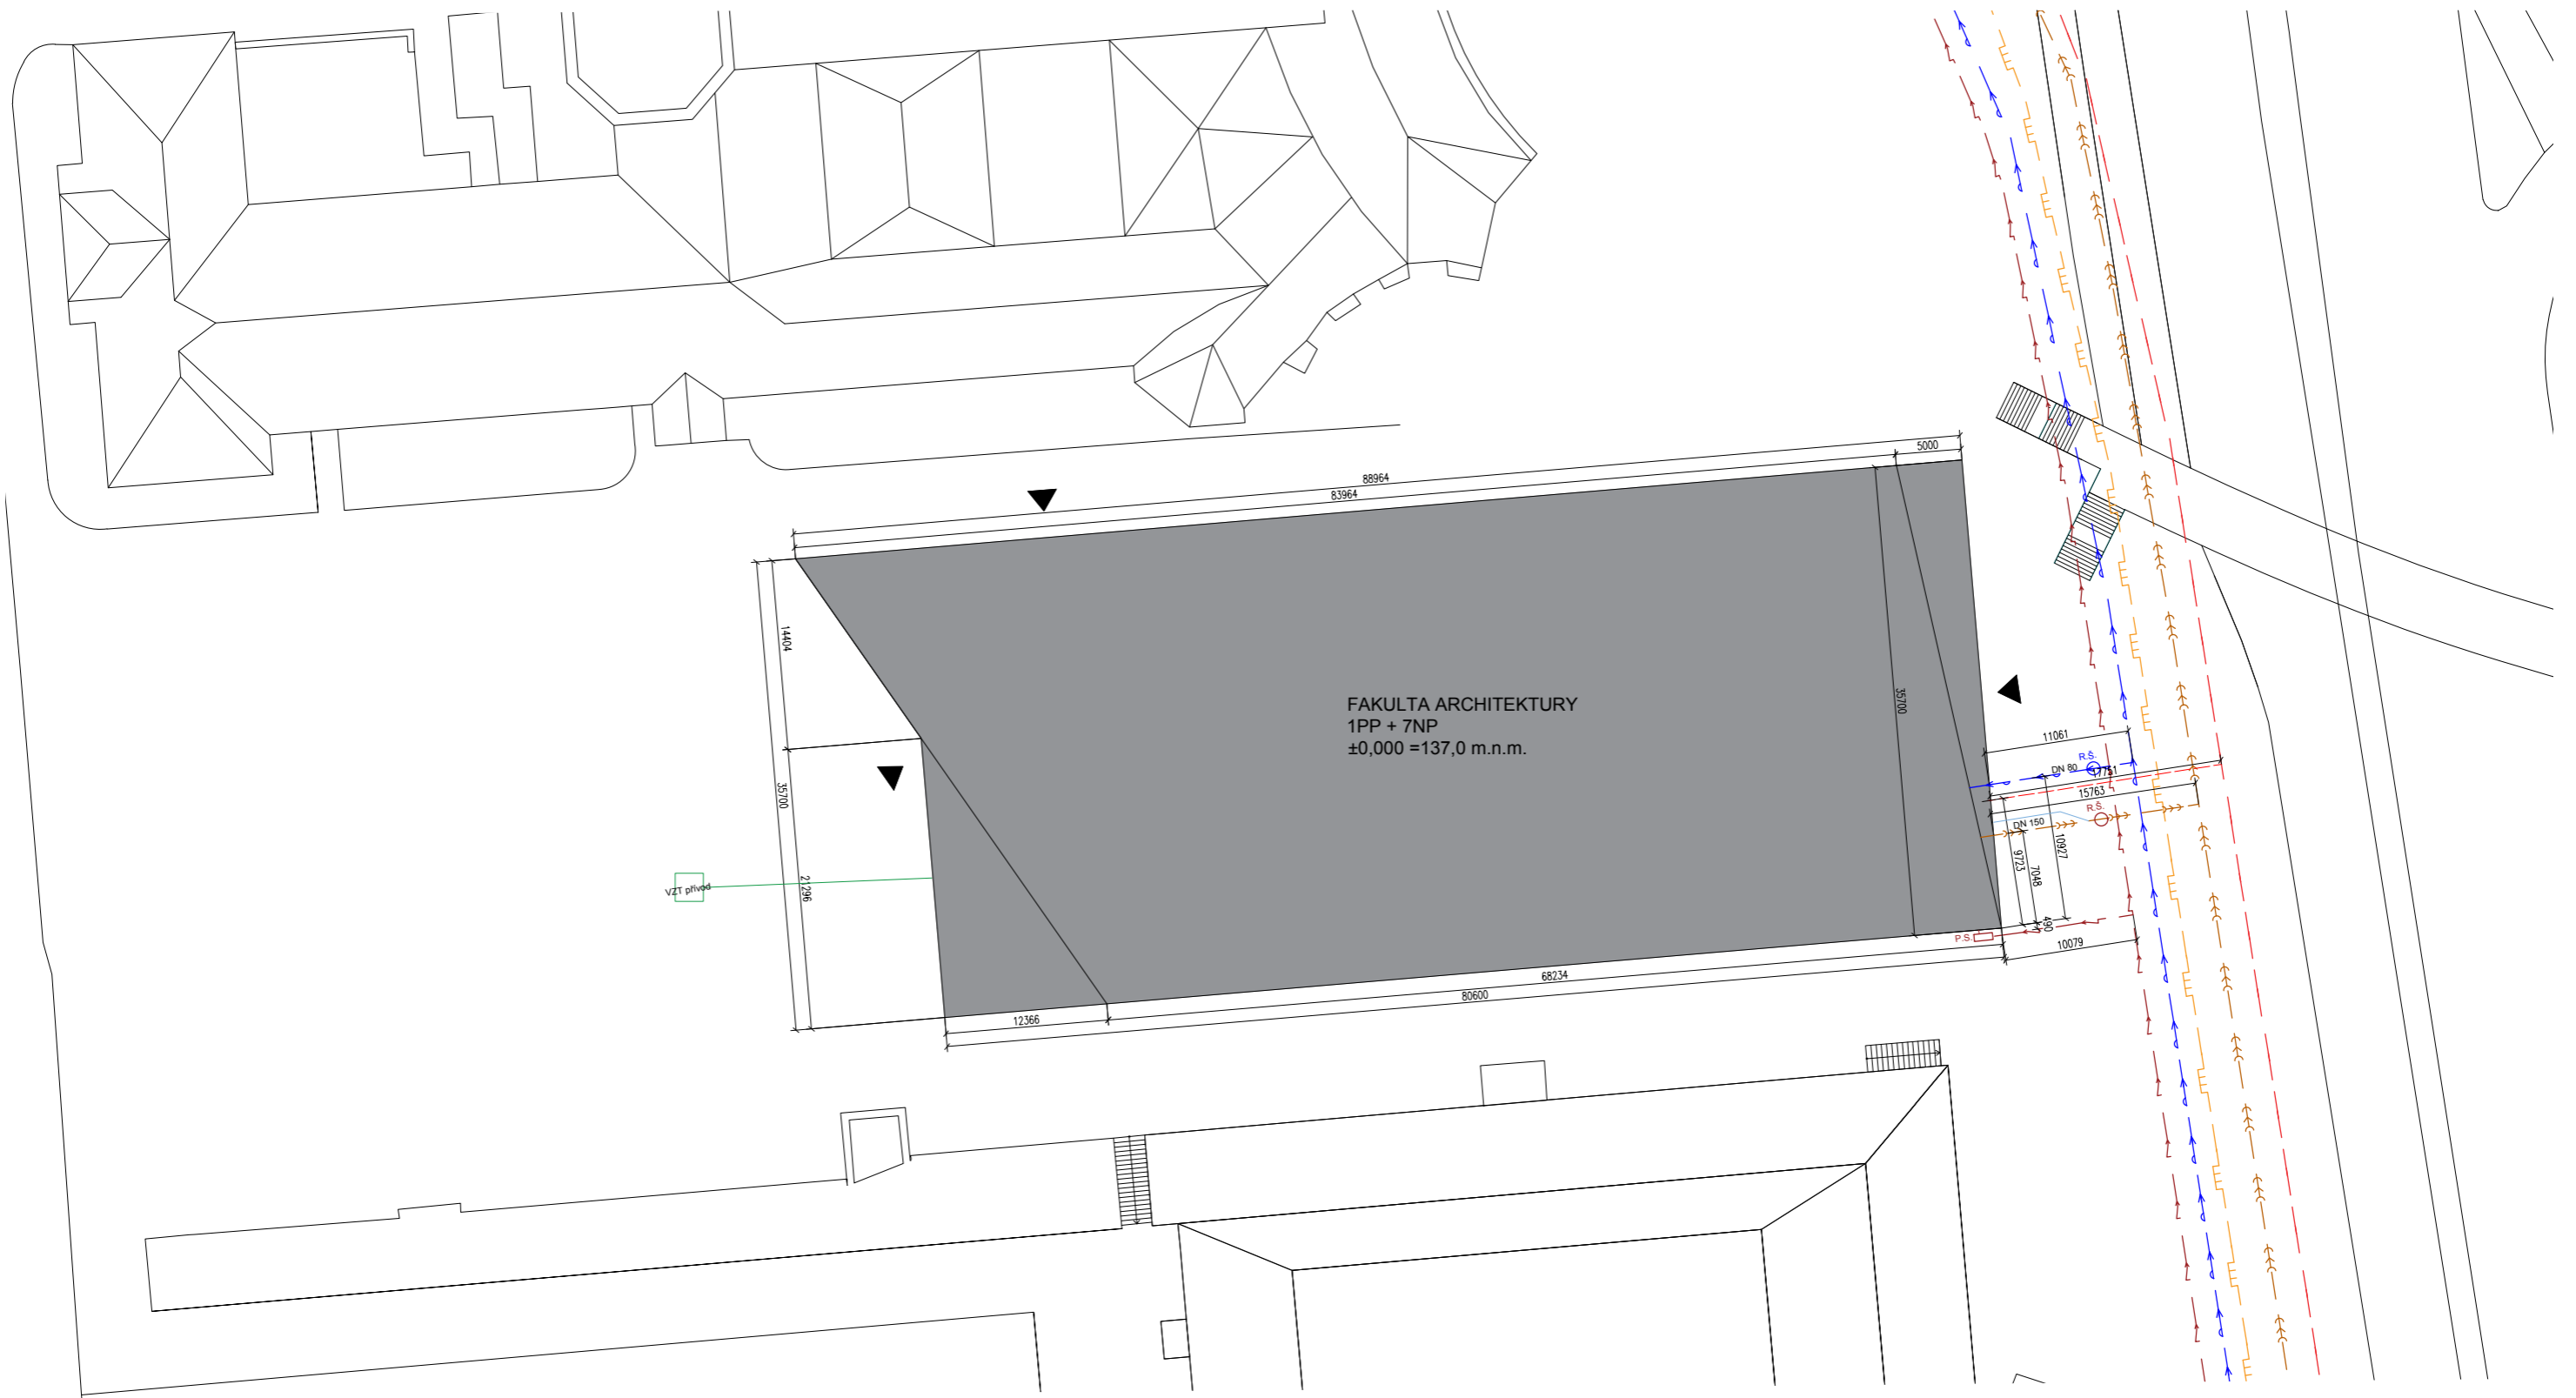 5000
88964
83964
14404
35700
21296
35700
FAKULTA ARCHITEKTURY
1PP + 7NP
±0,000 =137,0 m.n.m.
11061
R.Š.
DN 80
17751
15763
R.Š.
DN 150
10927
9723
7048
490
VZT přívod
P.S.
10079
68234
80600
12366